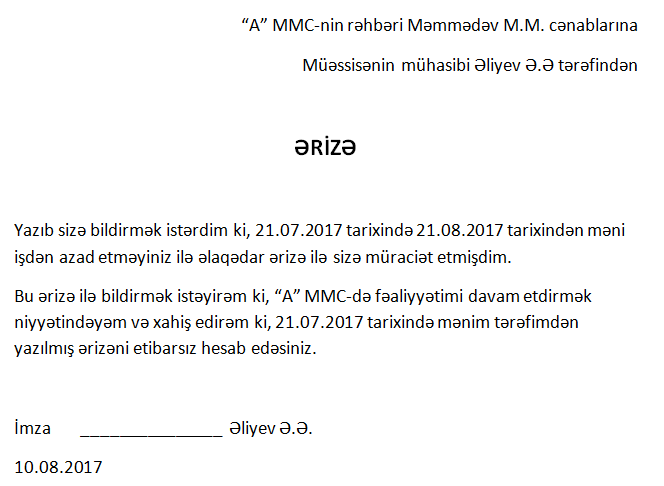 “A” MMC-nin rəhbəri Məmmədəv M.M. cənablarına
Müəssisənin mühasibi Əliyev Ə.Ə tərəfindən
ƏRİZƏ
Yazıb sizə bildirmək istərdim ki, 21.07.2017 tarixində 21.08.2017 tarixindən məni
işdən azad etməyiniz ilə əlaqədar ərizə ilə sizə müraciət etmişdim.
Bu ərizə ilə bildirmək istəyirəm ki, “A” MMC-də fəaliyyətimi davam etdirmək
niyyətindəyəm və xahiş edirəm ki, 21.07.2017 tarixində mənim tərəfimdən
yazılmış ərizəni etibarsız hesab edəsiniz.
İmza _______________ Əliyev Ə.Ə.
10.08.2017